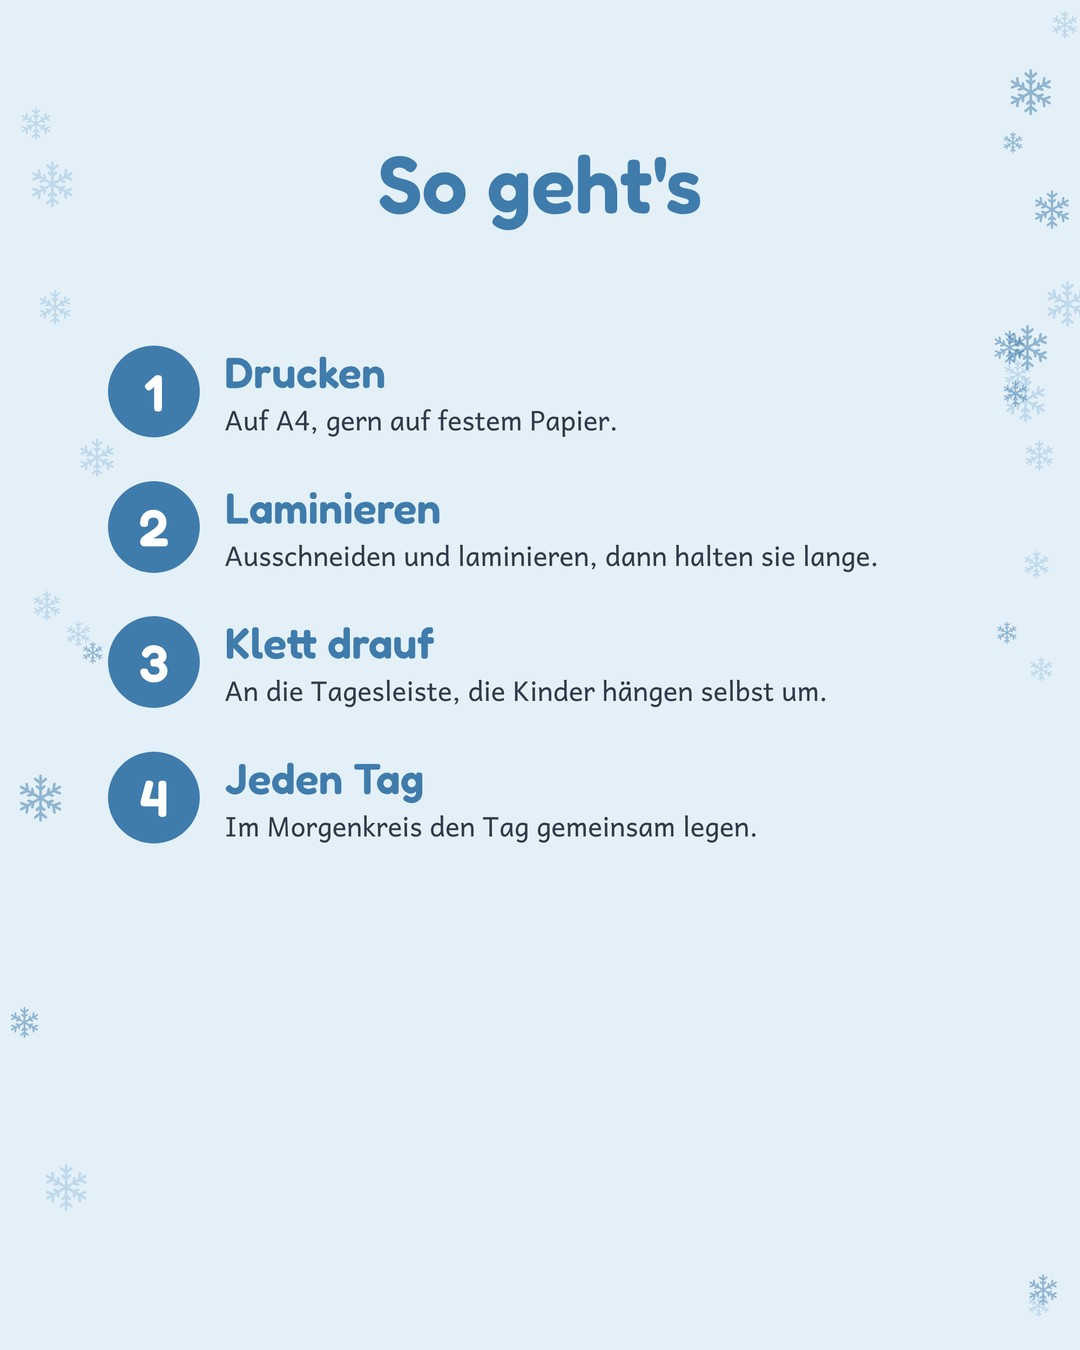 So geht's
1
Drucken
Auf A4, gern auf festem Papier.
2
Laminieren
Ausschneiden und laminieren, dann halten sie lange.
3
Klett drauf
An die Tagesleiste, die Kinder hängen selbst um.
4
Jeden Tag
Im Morgenkreis den Tag gemeinsam legen.